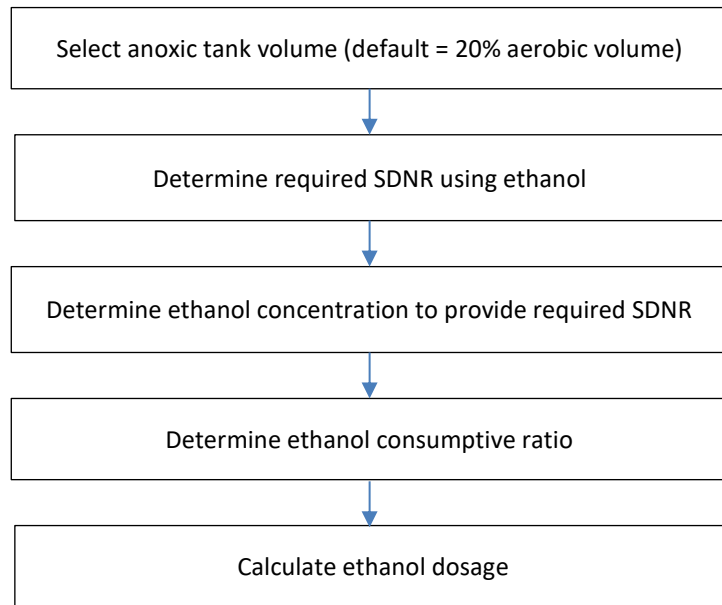 Select anoxic tank volume (default = 20% aerobic volume)
Determine required SDNR using ethanol
Determine ethanol concentration to provide required SDNR
Determine ethanol consumptive ratio
Calculate ethanol dosage